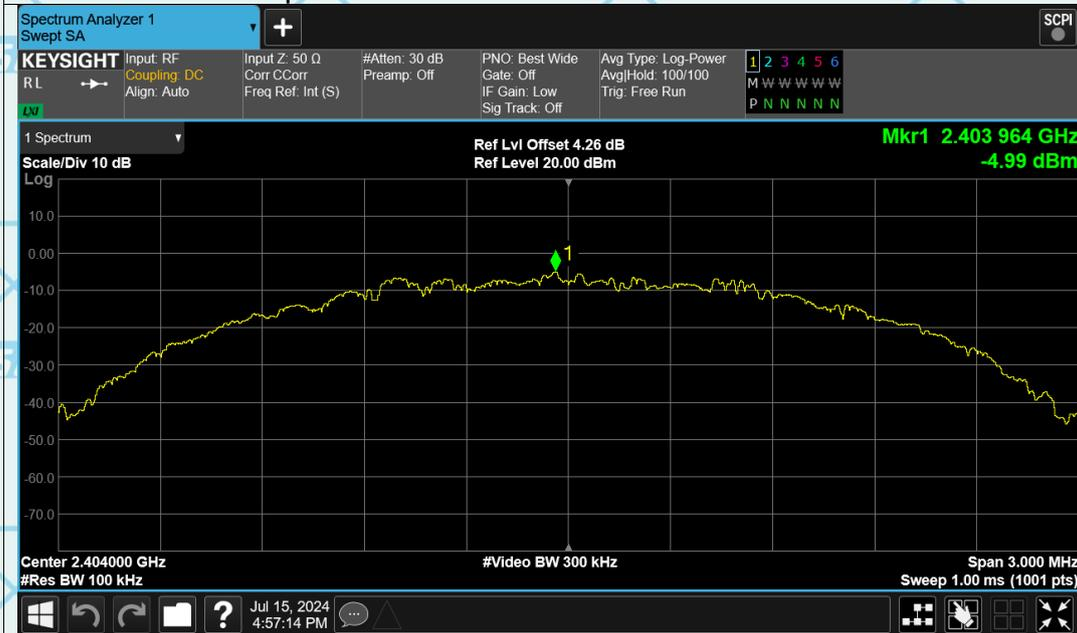 Spectrum Analyzer 1
Swept SA
+
SCPI
KEYSIGHT
R L
LXI
Input: RF
Coupling: DC
Align: Auto
Input Z: 50 Ω
Corr CCorr
Freq Ref: Int (S)
#Atten: 30 dB
Preamp: Off
PNO: Best Wide
Gate: Off
IF Gain: Low
Sig Track: Off
Avg Type: Log-Power
Avg|Hold: 100/100
Trig: Free Run
1 2 3 4 5 6
M W W W W W
P N N N N N
1 Spectrum
Scale/Div 10 dB
Ref Lvl Offset 4.26 dB
Ref Level 20.00 dBm
Mkr1 2.403 964 GHz
-4.99 dBm
Log
10.0
0.00
-10.0
-20.0
-30.0
-40.0
-50.0
-60.0
-70.0
1
Center 2.404000 GHz
#Video BW 300 kHz
Span 3.000 MHz
#Res BW 100 kHz
Sweep 1.00 ms (1001 pts)
?
Jul 15, 2024
4:57:14 PM